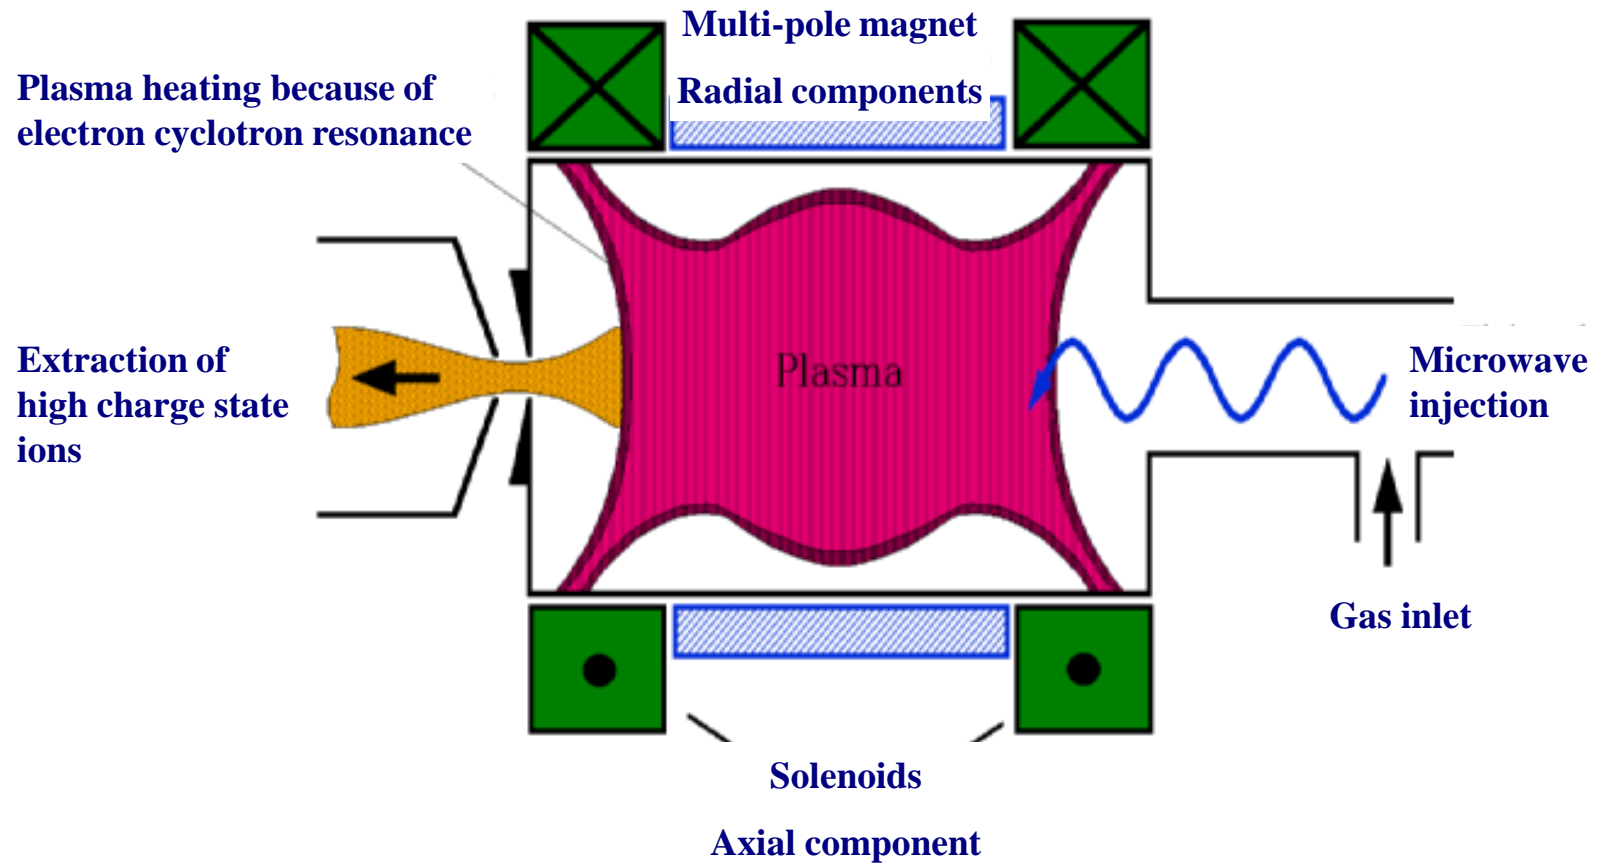 Multi-pole magnet
Radial components
Plasma heating because of
electron cyclotron resonance
Plasma
Extraction of
high charge state
ions
Microwave
injection
Gas inlet
Solenoids
Axial component